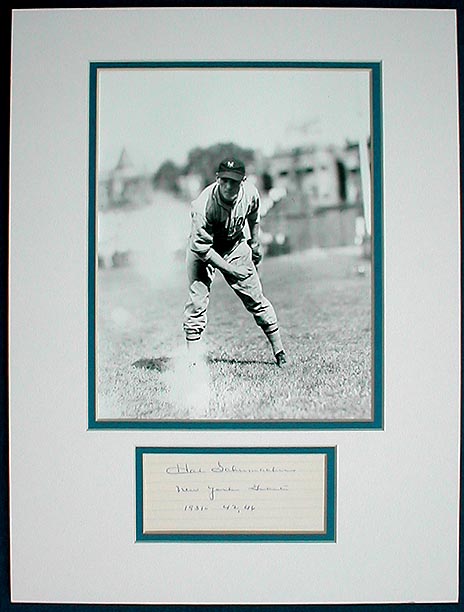 M
Hal Schumacher
New York Giants
1931-42, 46